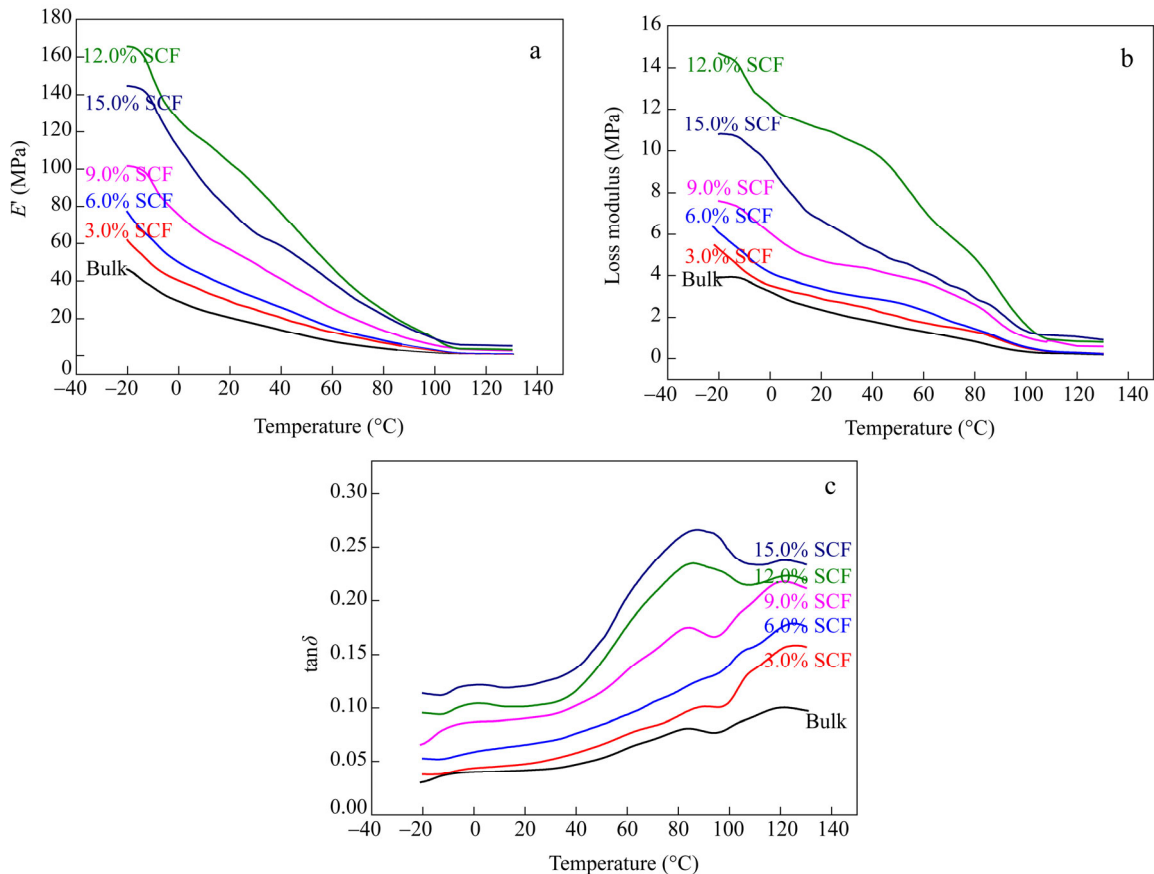 a
E' (MPa)
180
160
140
120
100
80
60
40
20
0
12.0% SCF
15.0% SCF
9.0% SCF
6.0% SCF
3.0% SCF
Bulk
–40 –20 0 20 40 60 80 100 120 140
Temperature (°C)
b
Loss modulus (MPa)
16
14
12
10
8
6
4
2
0
12.0% SCF
15.0% SCF
9.0% SCF
6.0% SCF
3.0% SCF
Bulk
–40 –20 0 20 40 60 80 100 120 140
Temperature (°C)
c
tanδ
0.30
0.25
0.20
0.15
0.10
0.05
0.00
15.0% SCF
12.0% SCF
9.0% SCF
6.0% SCF
3.0% SCF
Bulk
–40 –20 0 20 40 60 80 100 120 140
Temperature (°C)